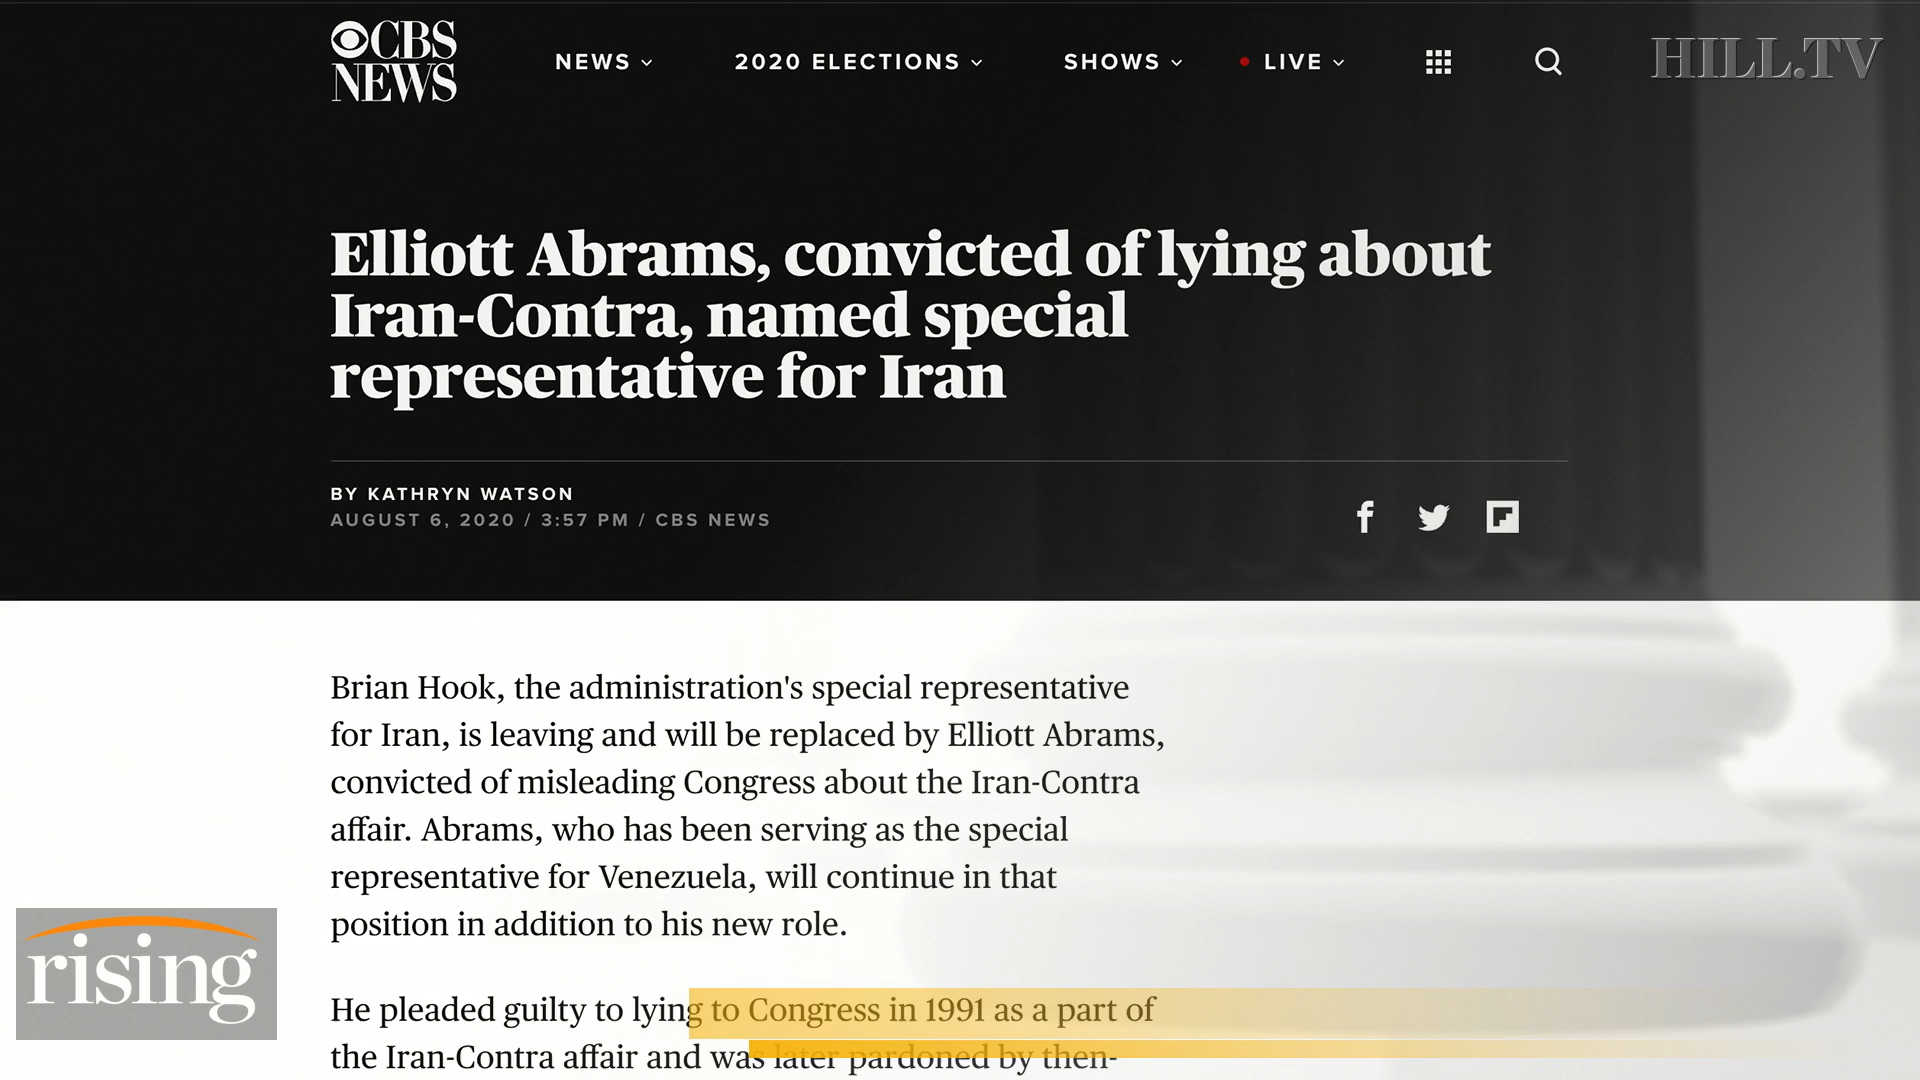 CBS
NEWS
NEWS
2020 ELECTIONS
SHOWS
LIVE
HILL.TV
Elliott Abrams, convicted of lying about
Iran-Contra, named special
representative for Iran
BY KATHRYN WATSON
AUGUST 6, 2020 / 3:57 PM / CBS NEWS
Brian Hook, the administration's special representative
for Iran, is leaving and will be replaced by Elliott Abrams,
convicted of misleading Congress about the Iran-Contra
affair. Abrams, who has been serving as the special
representative for Venezuela, will continue in that
position in addition to his new role.
He pleaded guilty to lying to Congress in 1991 as a part of
the Iran-Contra affair and was later pardoned by then-
rising